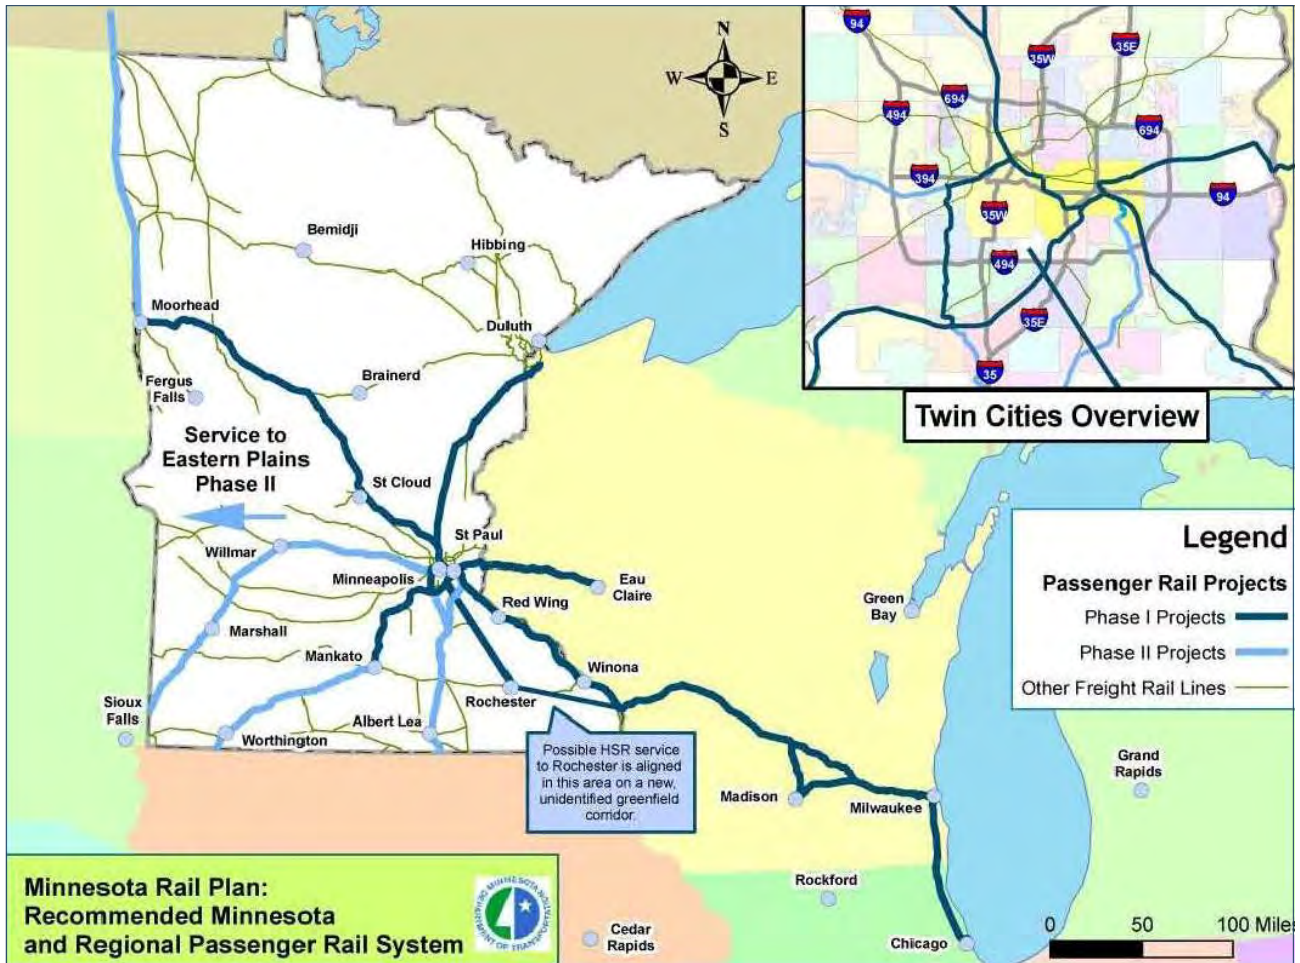 N
W
E
S
94
35W
35E
694
494
694
394
94
35W
494
35E
35
Twin Cities Overview
Bemidji
Hibbing
Moorhead
Duluth
Fergus
Falls
Brainerd
Service to
Eastern Plains
Phase II
St Cloud
St Paul
Willmar
Minneapolis
Eau
Claire
Red Wing
Marshall
Mankato
Winona
Rochester
Sioux
Falls
Albert Lea
Worthington
Possible HSR service
to Rochester is aligned
in this area on a new,
unidentified greenfield
corridor.
Madison
Milwaukee
Green
Bay
Grand
Rapids
Rockford
Cedar
Rapids
Chicago
Legend
Passenger Rail Projects
Phase I Projects
Phase II Projects
Other Freight Rail Lines
0 50 100 Miles
Minnesota Rail Plan:
Recommended Minnesota
and Regional Passenger Rail System
MINNESOTA DEPARTMENT OF TRANSPORTATION